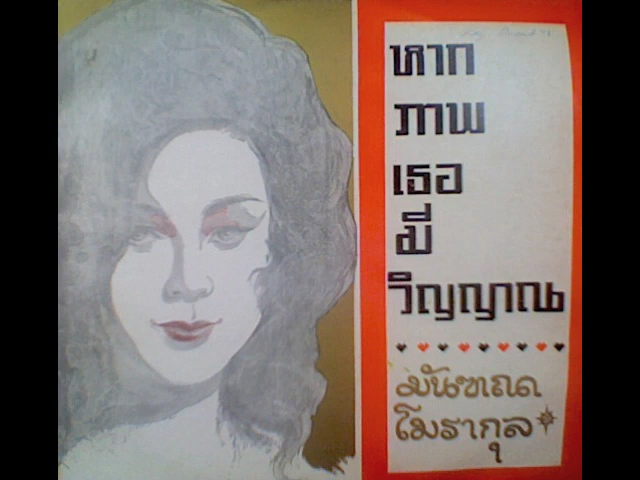 หาก
ภาพ
เธอ
มี
วิญญาณ
มัณฑนา
โมรากุล